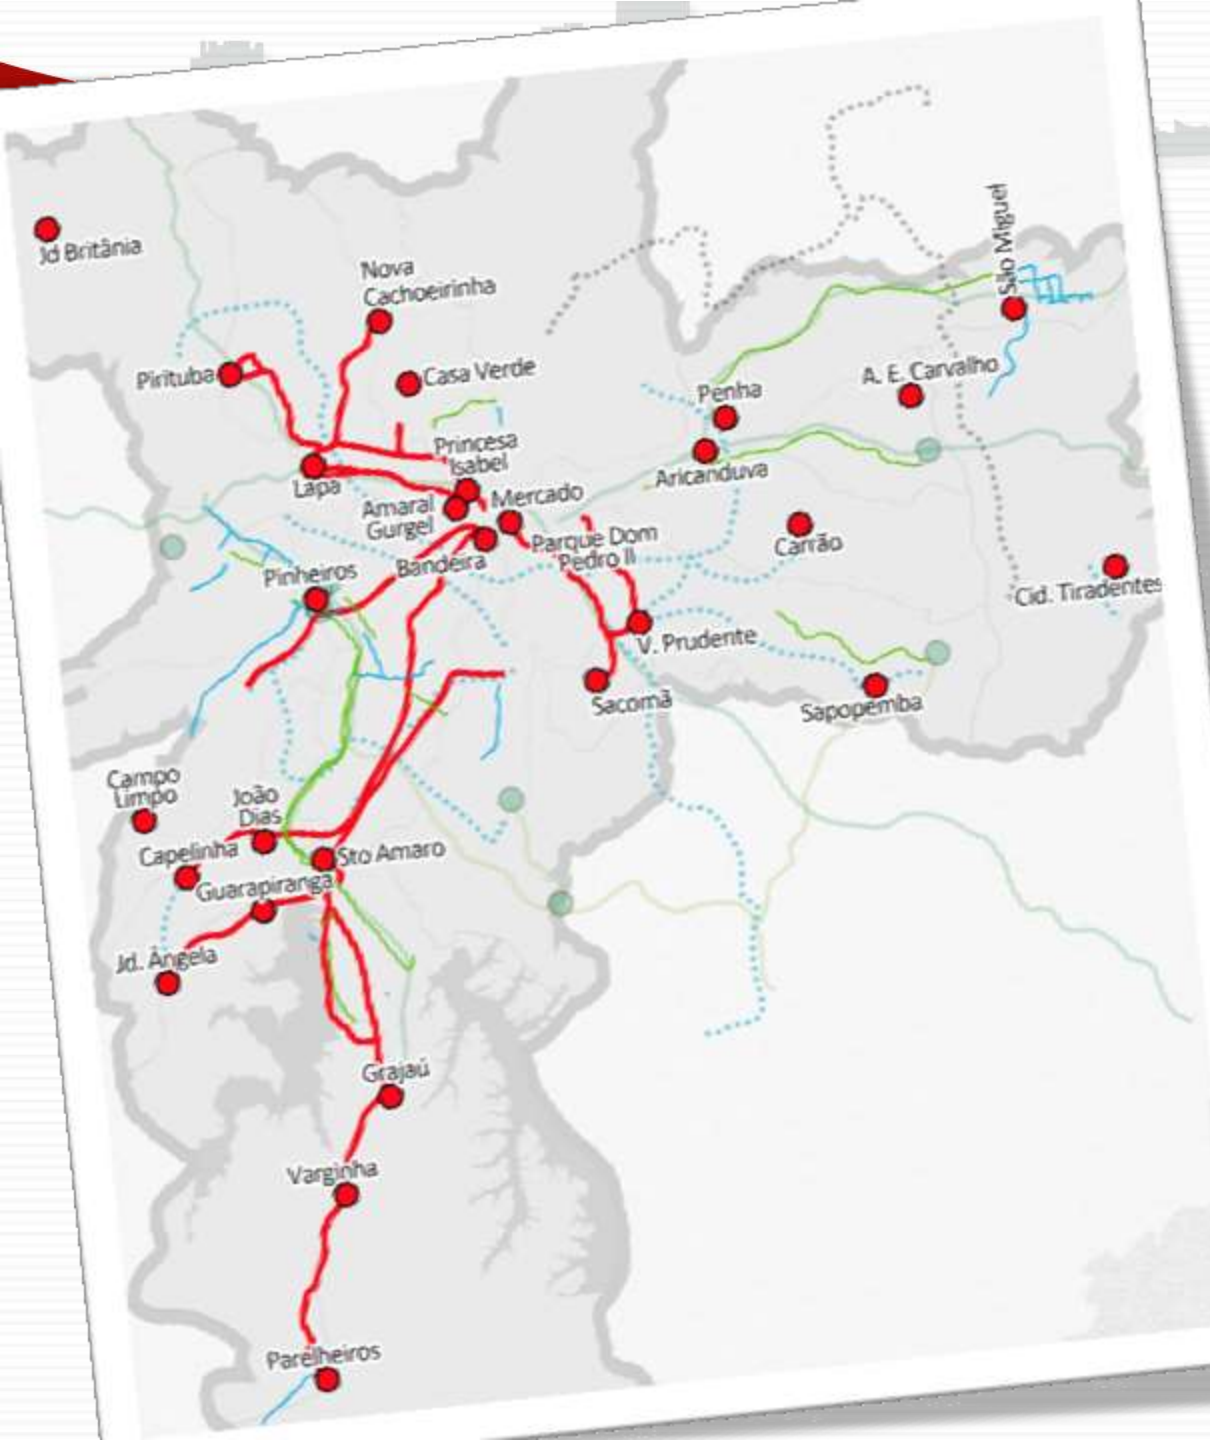 São Miguel
Jd Britânia
Nova
Cachoeirinha
Pirituba
Casa Verde
A. E. Carvalho
Penha
Princesa
Isabel
Lapa
Aricanduva
Amaral
Gurgel
Mercado
Parque Dom
Pedro II
Carrão
Bandeira
Pinheiros
Cid. Tiradentes
V. Prudente
Sacomã
Sapopemba
Campo
Limpo
João
Dias
Capelinha
Sto Amaro
Guarapiranga
Jd. Ângela
Grajaú
Varginha
Parelheiros